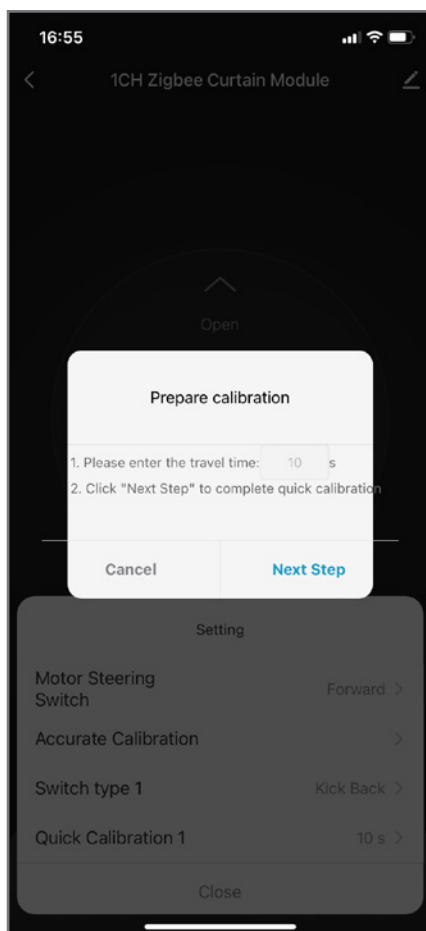 16:55
1CH Zigbee Curtain Module
Open
Prepare calibration
1. Please enter the travel time: 10 s
2. Click "Next Step" to complete quick calibration
Cancel Next Step
Setting
Motor Steering
Switch
Forward
Accurate Calibration
Switch type 1 Kick Back
Quick Calibration 1 10 s
Close